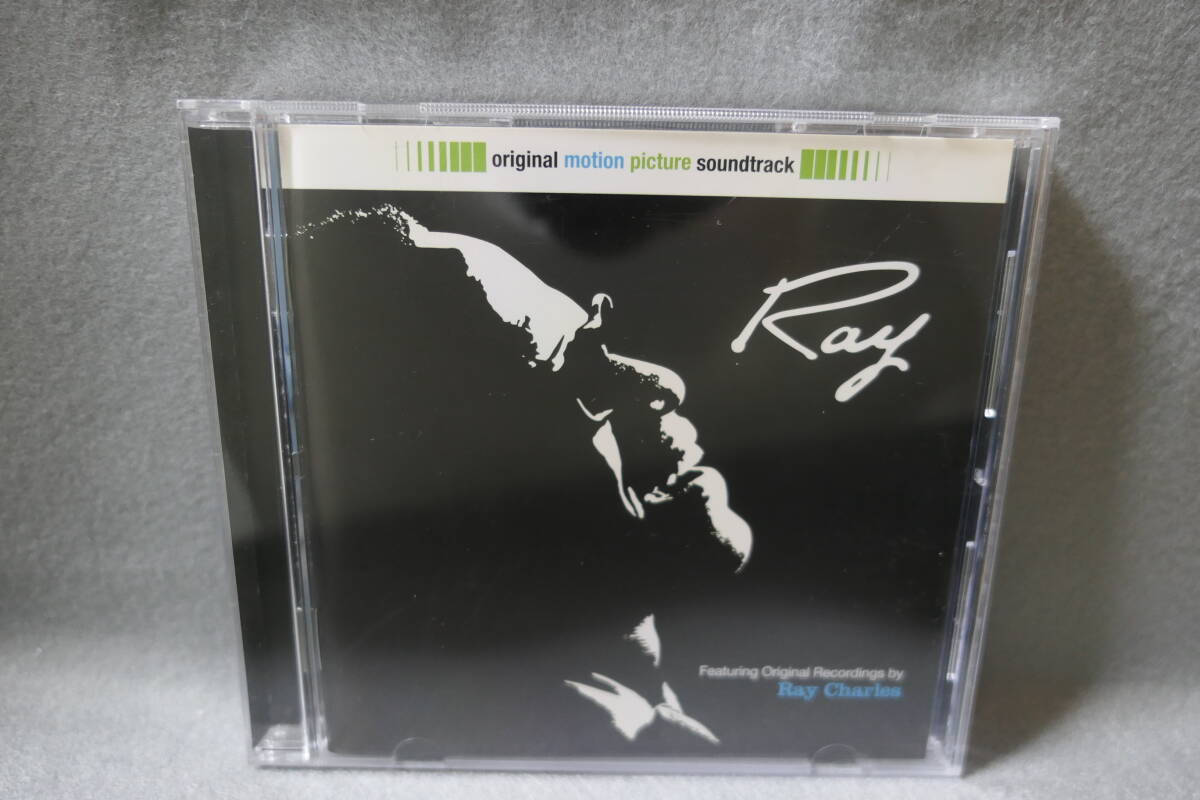 original motion picture soundtrack
Ray
Featuring Original Recordings by
Ray Charles